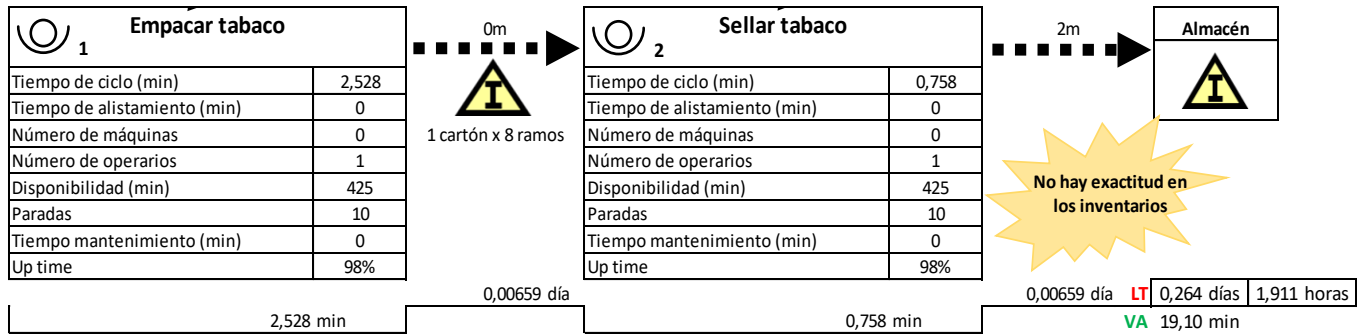 Empacar tabaco
1
Tiempo de ciclo (min) 2,528
Tiempo de alistamiento (min) 0
Número de máquinas 0
Número de operarios 1
Disponibilidad (min) 425
Paradas 10
Tiempo mantenimiento (min) 0
Up time 98%
0m
I
1 cartón x 8 ramos
Sellar tabaco
2
Tiempo de ciclo (min) 0,758
Tiempo de alistamiento (min) 0
Número de máquinas 0
Número de operarios 1
Disponibilidad (min) 425
Paradas 10
Tiempo mantenimiento (min) 0
Up time 98%
2m
Almacén
I
No hay exactitud en
los inventarios
0,00659 día
0,00659 día LT 0,264 días 1,911 horas
2,528 min
0,758 min
VA 19,10 min